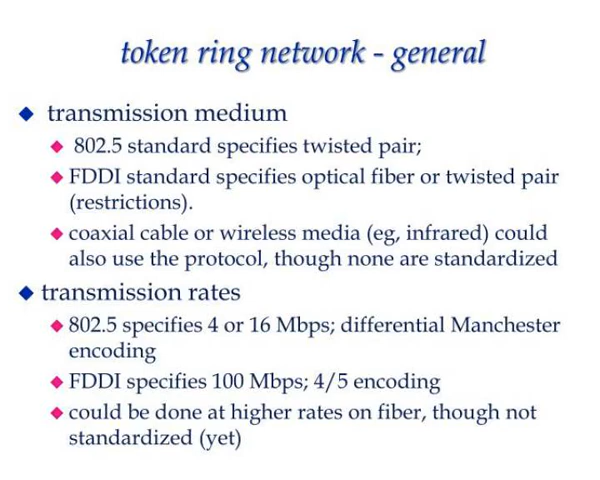 token ring network - general
transmission medium
802.5 standard specifies twisted pair;
FDDI standard specifies optical fiber or twisted pair
(restrictions).
coaxial cable or wireless media (eg, infrared) could
also use the protocol, though none are standardized
transmission rates
802.5 specifies 4 or 16 Mbps; differential Manchester
encoding
FDDI specifies 100 Mbps; 4/5 encoding
could be done at higher rates on fiber, though not
standardized (yet)